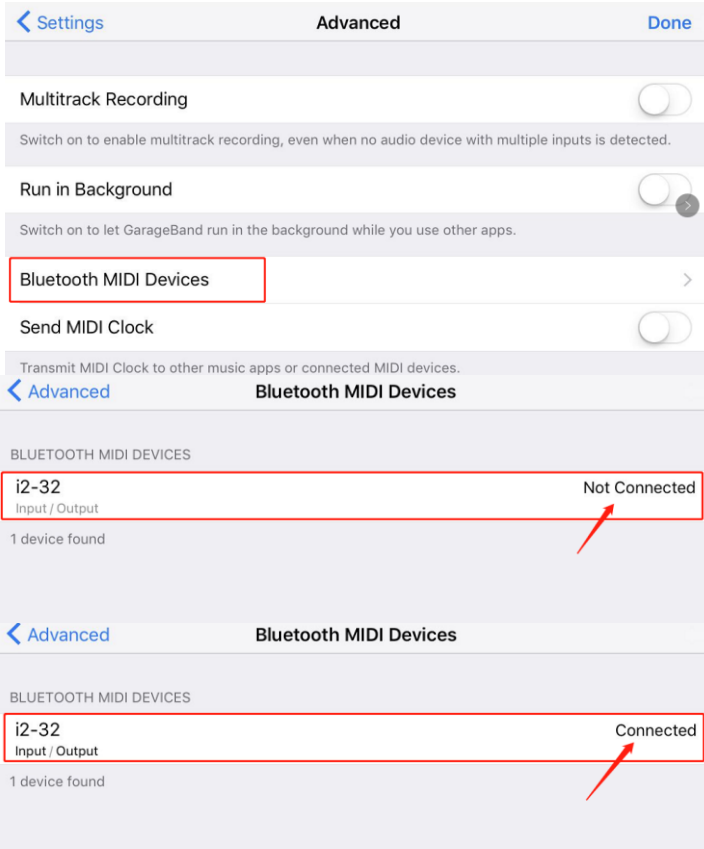 Settings Advanced Done
Multitrack Recording
Switch on to enable multitrack recording, even when no audio device with multiple inputs is detected.
Run in Background
Switch on to let GarageBand run in the background while you use other apps.
Bluetooth MIDI Devices
Send MIDI Clock
Transmit MIDI Clock to other music apps or connected MIDI devices.
Advanced Bluetooth MIDI Devices
BLUETOOTH MIDI DEVICES
i2-32 Not Connected
Input / Output
1 device found
Advanced Bluetooth MIDI Devices
BLUETOOTH MIDI DEVICES
i2-32 Connected
Input / Output
1 device found